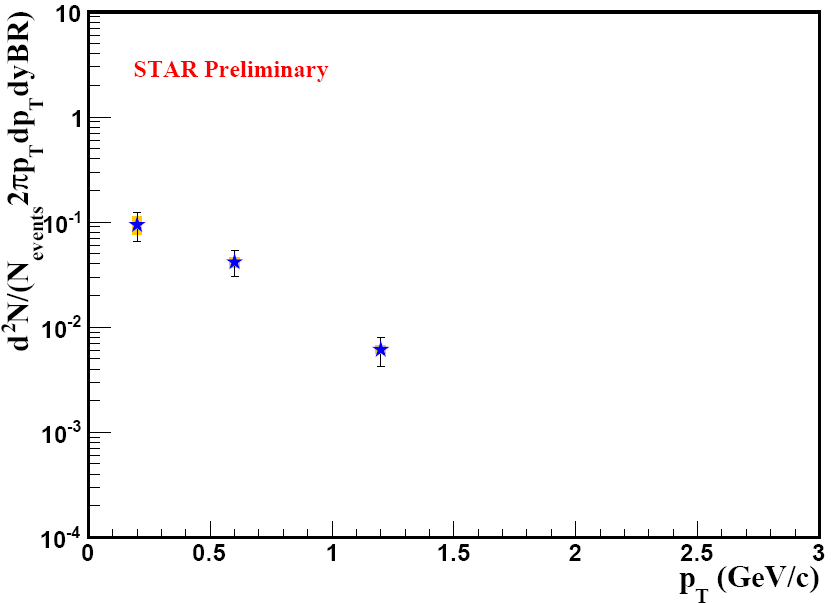 10
STAR Preliminary
1
10⁻¹
10⁻²
10⁻³
10⁻⁴
d²N/(N_events 2πp_T dp_T dyBR)
0 0.5 1 1.5 2 2.5 3
p_T (GeV/c)